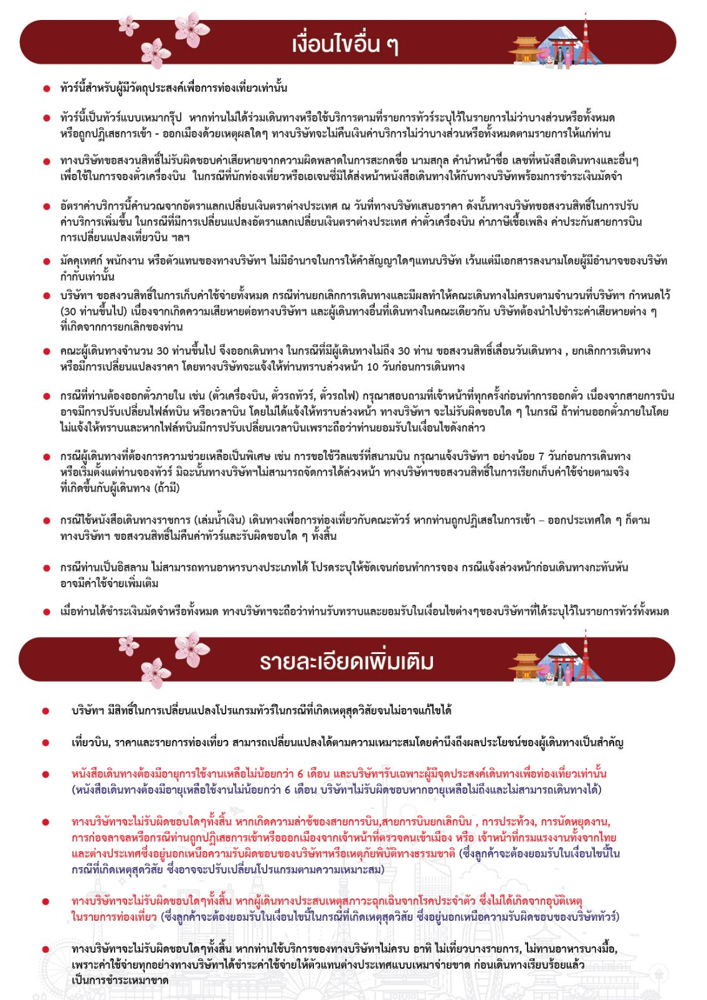 เงื่อนไขอื่น ๆ
ทัวร์นี้สำหรับผู้มีวัตถุประสงค์เพื่อการท่องเที่ยวเท่านั้น
ทัวร์นี้เป็นทัวร์แบบเหมากรุ๊ป หากท่านไม่ได้ร่วมเดินทางหรือใช้บริการตามที่รายการทัวร์ระบุไว้ในรายการไม่ว่าบางส่วนหรือทั้งหมด
หรือถูกปฏิเสธการเข้า - ออกเมืองด้วยเหตุผลใดๆ ทางบริษัทจะไม่คืนเงินค่าบริการไม่ว่าบางส่วนหรือทั้งหมดตามรายการให้แก่ท่าน
ทางบริษัทขอสงวนสิทธิ์ไม่รับผิดชอบค่าเสียหายจากความผิดพลาดในการสะกดชื่อ นามสกุล คำนำหน้าชื่อ เลขที่หนังสือเดินทางและอื่นๆ
เพื่อใช้ในการจองตั๋วเครื่องบิน ในกรณีที่นักท่องเที่ยวหรือเอเจนซี่มิได้ส่งหน้าหนังสือเดินทางให้กับทางบริษัทพร้อมการชำระเงินมัดจำ
อัตราค่าบริการนี้คำนวณจากอัตราแลกเปลี่ยนเงินตราต่างประเทศ ณ วันที่ทางบริษัทเสนอราคา ดังนั้นทางบริษัทขอสงวนสิทธิ์ในการปรับ
ค่าบริการเพิ่มขึ้น ในกรณีที่มีการเปลี่ยนแปลงอัตราแลกเปลี่ยนเงินตราต่างประเทศ ค่าตั๋วเครื่องบิน ค่าภาษีเชื้อเพลิง ค่าประกันสายการบิน
การเปลี่ยนแปลงเที่ยวบิน ฯลฯ
มัคคุเทศก์ พนักงาน หรือตัวแทนของทางบริษัทฯ ไม่มีอำนาจในการให้คำสัญญาใดๆแทนบริษัท เว้นแต่มีเอกสารลงนามโดยผู้มีอำนาจของบริษัท
กำกับเท่านั้น
บริษัทฯ ขอสงวนสิทธิ์ในการเก็บค่าใช้จ่ายทั้งหมด กรณีท่านยกเลิกการเดินทางและมีผลทำให้คณะเดินทางไม่ครบตามจำนวนที่บริษัทฯ กำหนดไว้
(30 ท่านขึ้นไป) เนื่องจากเกิดความเสียหายต่อทางบริษัทฯ และผู้เดินทางอื่นที่เดินทางในคณะเดียวกัน บริษัทต้องนำไปชำระค่าเสียหายต่าง ๆ
ที่เกิดจากการยกเลิกของท่าน
คณะผู้เดินทางจำนวน 30 ท่านขึ้นไป จึงออกเดินทาง ในกรณีที่มีผู้เดินทางไม่ถึง 30 ท่าน ขอสงวนสิทธิ์เลื่อนวันเดินทาง , ยกเลิกการเดินทาง
หรือมีการเปลี่ยนแปลงราคา โดยทางบริษัทจะแจ้งให้ท่านทราบล่วงหน้า 10 วันก่อนการเดินทาง
กรณีที่ท่านต้องออกตั๋วภายใน เช่น (ตั๋วเครื่องบิน, ตั๋วรถทัวร์, ตั๋วรถไฟ) กรุณาสอบถามที่เจ้าหน้าที่ทุกครั้งก่อนทำการออกตั๋ว เนื่องจากสายการบิน
อาจมีการปรับเปลี่ยนไฟล์ทบิน หรือเวลาบิน โดยไม่ได้แจ้งให้ทราบล่วงหน้า ทางบริษัทฯ จะไม่รับผิดชอบใด ๆ ในกรณี ถ้าท่านออกตั๋วภายในโดย
ไม่แจ้งให้ทราบและหากไฟล์ทบินมีการปรับเปลี่ยนเวลาบินเพราะถือว่าท่านยอมรับในเงื่อนไขดังกล่าว
กรณีผู้เดินทางที่ต้องการความช่วยเหลือเป็นพิเศษ เช่น การขอใช้วีลแชร์ที่สนามบิน กรุณาแจ้งบริษัทฯ อย่างน้อย 7 วันก่อนการเดินทาง
หรือเริ่มตั้งแต่ท่านจองทัวร์ มิฉะนั้นทางบริษัทฯไม่สามารถจัดการได้ล่วงหน้า ทางบริษัทฯขอสงวนสิทธิ์ในการเรียกเก็บค่าใช้จ่ายตามจริง
ที่เกิดขึ้นกับผู้เดินทาง (ถ้ามี)
กรณีใช้หนังสือเดินทางราชการ (เล่มน้ำเงิน) เดินทางเพื่อการท่องเที่ยวกับคณะทัวร์ หากท่านถูกปฏิเสธในการเข้า – ออกประเทศใด ๆ ก็ตาม
ทางบริษัทฯ ขอสงวนสิทธิ์ไม่คืนค่าทัวร์และรับผิดชอบใด ๆ ทั้งสิ้น
กรณีท่านเป็นอิสลาม ไม่สามารถทานอาหารบางประเภทได้ โปรดระบุให้ชัดเจนก่อนทำการจอง กรณีแจ้งล่วงหน้าก่อนเดินทางกะทันหัน
อาจมีค่าใช้จ่ายเพิ่มเติม
เมื่อท่านได้ชำระเงินมัดจำหรือทั้งหมด ทางบริษัทฯจะถือว่าท่านรับทราบและยอมรับในเงื่อนไขต่างๆของบริษัทฯที่ได้ระบุไว้ในรายการทัวร์ทั้งหมด
รายละเอียดเพิ่มเติม
บริษัทฯ มีสิทธิ์ในการเปลี่ยนแปลงโปรแกรมทัวร์ในกรณีที่เกิดเหตุสุดวิสัยจนไม่อาจแก้ไขได้
เที่ยวบิน, ราคาและรายการท่องเที่ยว สามารถเปลี่ยนแปลงได้ตามความเหมาะสมโดยคำนึงถึงผลประโยชน์ของผู้เดินทางเป็นสำคัญ
หนังสือเดินทางต้องมีอายุการใช้งานเหลือไม่น้อยกว่า 6 เดือน และบริษัทฯรับเฉพาะผู้มีจุดประสงค์เดินทางเพื่อท่องเที่ยวเท่านั้น
(หนังสือเดินทางต้องมีอายุเหลือใช้งานไม่น้อยกว่า 6 เดือน บริษัทฯไม่รับผิดชอบหากอายุเหลือไม่ถึงและไม่สามารถเดินทางได้)
ทางบริษัทฯจะไม่รับผิดชอบใดๆทั้งสิ้น หากเกิดความล่าช้าของสายการบิน,สายการบินยกเลิกบิน , การประท้วง, การนัดหยุดงาน,
การก่อจลาจลหรือกรณีท่านถูกปฏิเสธการเข้าหรือออกเมืองจากเจ้าหน้าที่ตรวจคนเข้าเมือง หรือ เจ้าหน้าที่กรมแรงงานทั้งจากไทย
และต่างประเทศซึ่งอยู่นอกเหนือความรับผิดชอบของบริษัทฯหรือเหตุภัยพิบัติทางธรรมชาติ (ซึ่งลูกค้าจะต้องยอมรับในเงื่อนไขนี้ใน
กรณีที่เกิดเหตุสุดวิสัย ซึ่งอาจจะปรับเปลี่ยนโปรแกรมตามความเหมาะสม)
ทางบริษัทฯจะไม่รับผิดชอบใดๆทั้งสิ้น หากผู้เดินทางประสบเหตุสภาวะฉุกเฉินจากโรคประจำตัว ซึ่งไม่ได้เกิดจากอุบัติเหตุ
ในรายการท่องเที่ยว (ซึ่งลูกค้าจะต้องยอมรับในเงื่อนไขนี้ในกรณีที่เกิดเหตุสุดวิสัย ซึ่งอยู่นอกเหนือความรับผิดชอบของบริษัททัวร์)
ทางบริษัทฯจะไม่รับผิดชอบใดๆทั้งสิ้น หากท่านใช้บริการของทางบริษัทฯไม่ครบ อาทิ ไม่เที่ยวบางรายการ, ไม่ทานอาหารบางมื้อ,
เพราะค่าใช้จ่ายทุกอย่างทางบริษัทฯได้ชำระค่าใช้จ่ายให้ตัวแทนต่างประเทศแบบเหมาจ่ายขาด ก่อนเดินทางเรียบร้อยแล้ว
เป็นการชำระเหมาขาด